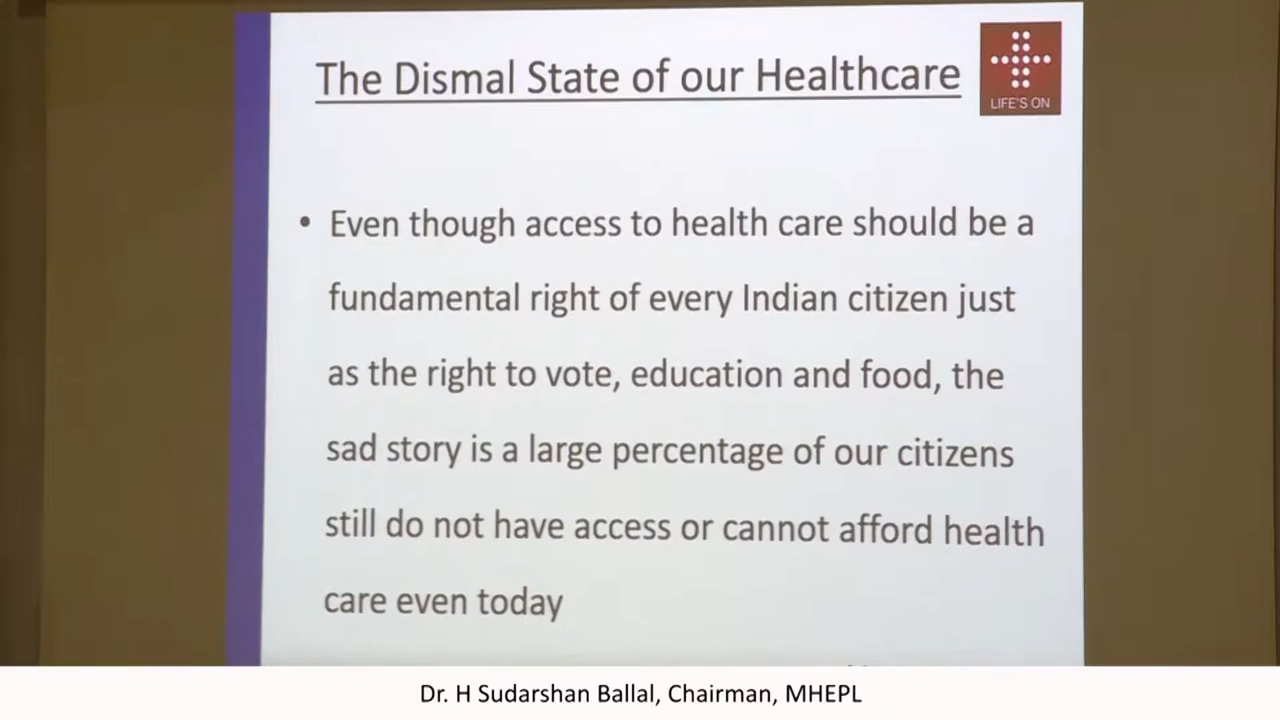 The Dismal State of our Healthcare
LIFE'S ON
• Even though access to health care should be a
fundamental right of every Indian citizen just
as the right to vote, education and food, the
sad story is a large percentage of our citizens
still do not have access or cannot afford health
care even today
Dr. H Sudarshan Ballal, Chairman, MHEPL